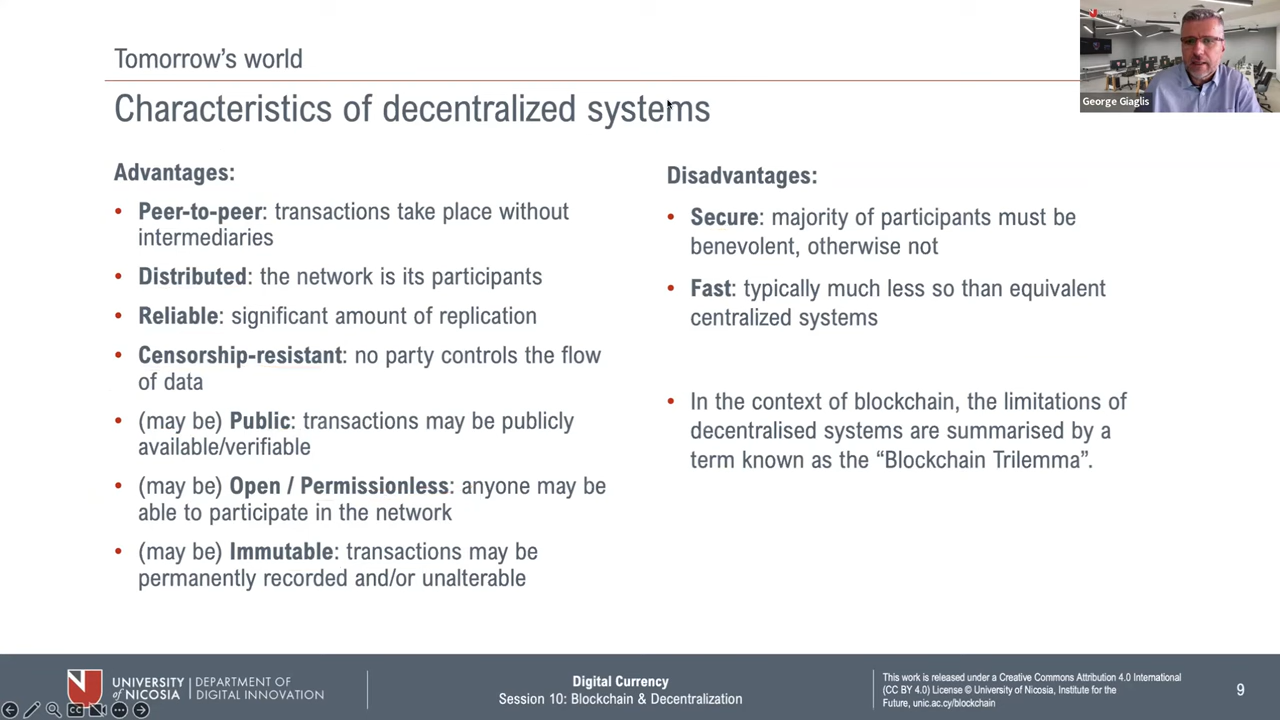 Tomorrow's world
Characteristics of decentralized systems
George Giaglis
Advantages:
• Peer-to-peer: transactions take place without
intermediaries
• Distributed: the network is its participants
• Reliable: significant amount of replication
• Censorship-resistant: no party controls the flow
of data
• (may be) Public: transactions may be publicly
available/verifiable
• (may be) Open / Permissionless: anyone may be
able to participate in the network
• (may be) Immutable: transactions may be
permanently recorded and/or unalterable
Disadvantages:
• Secure: majority of participants must be
benevolent, otherwise not
• Fast: typically much less so than equivalent
centralized systems
• In the context of blockchain, the limitations of
decentralised systems are summarised by a
term known as the “Blockchain Trilemma”.
UNIVERSITY
of NICOSIA
DEPARTMENT OF
DIGITAL INNOVATION
Digital Currency
Session 10: Blockchain & Decentralization
This work is released under a Creative Commons Attribution 4.0 International
(CC BY 4.0) License © University of Nicosia, Institute for the
Future, unic.ac.cy/blockchain
9
CC